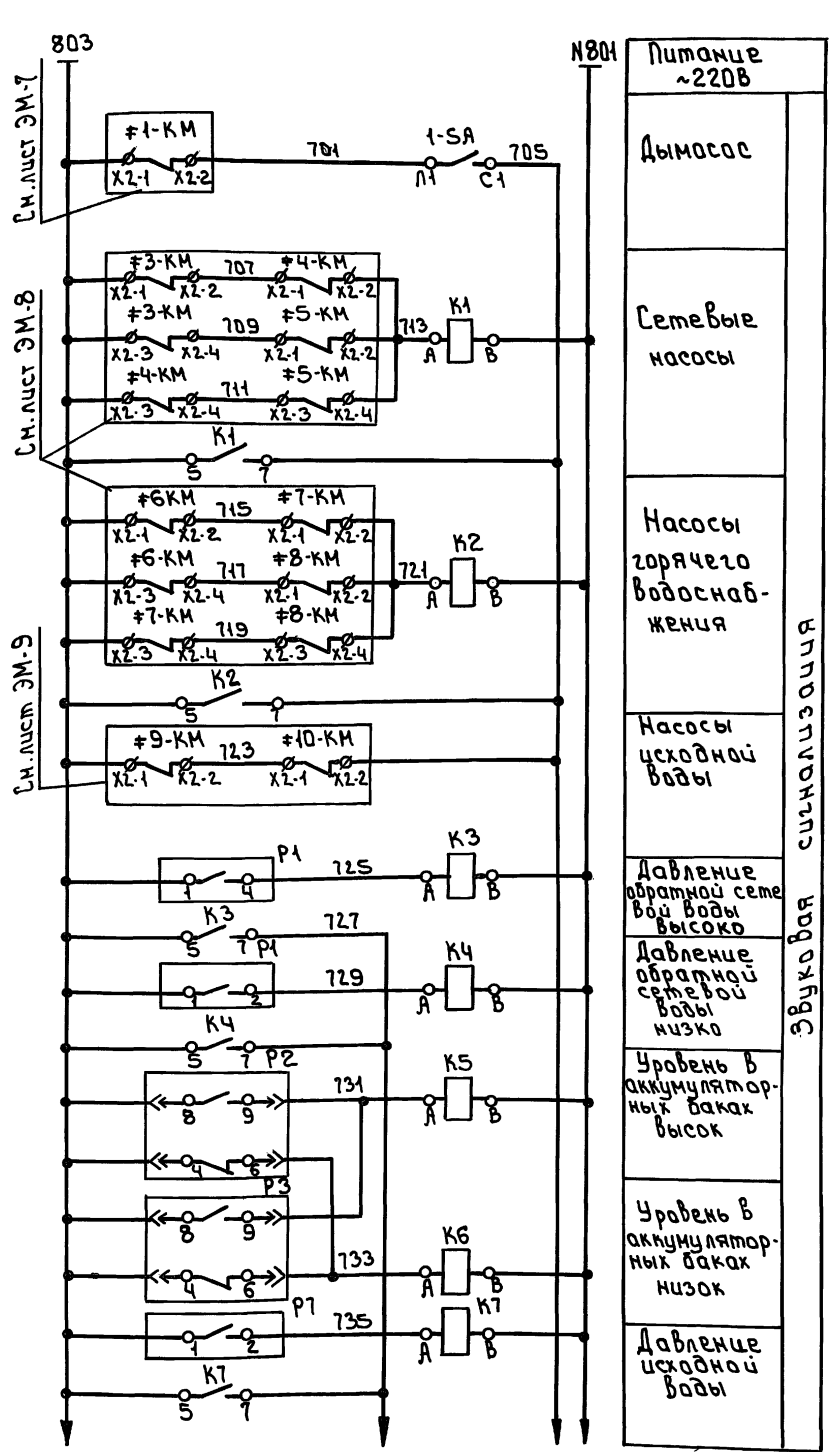 803
N801
Питание
~220В
См. лист ЭМ-7
≠1-КМ
Х2-1 Х2-2
701
1-SA
Л1 С1
705
Дымосос
См. лист ЭМ-8
≠3-КМ 707 ≠4-КМ
Х2-1 Х2-2 Х2-1 Х2-2
≠3-КМ 709 ≠5-КМ
Х2-3 Х2-4 Х2-1 Х2-2
≠4-КМ 711 ≠5-КМ
Х2-3 Х2-4 Х2-3 Х2-4
713
К1
А В
Сетевые
насосы
К1
5 7
≠6КМ 715 ≠7-КМ
Х2-1 Х2-2 Х2-1 Х2-2
≠6-КМ 717 ≠8-КМ
Х2-3 Х2-4 Х2-1 Х2-2
≠7-КМ 719 ≠8-КМ
Х2-3 Х2-4 Х2-3 Х2-4
721
К2
А В
Насосы
горячего
водоснаб-
жения
К2
5 7
См. лист ЭМ-9
≠9-КМ 723 ≠10-КМ
Х2-1 Х2-2 Х2-1 Х2-2
Насосы
исходной
воды
Р1
1 4
725
К3
А В
Давление
обратной сете
вой воды
высоко
К3
5 7
727
Р1
1 2
729
К4
А В
Давление
обратной
сетевой
воды
низко
К4
5 7
Р2
8 9
731
К5
А В
Уровень в
аккумулятор-
ных баках
высок
4 6
Р3
8 9
4 6
733
К6
А В
Уровень в
аккумулятор-
ных баках
низок
Р7
1 2
735
К7
А В
Давление
исходной
воды
К7
5 7
Звуковая сигнализация